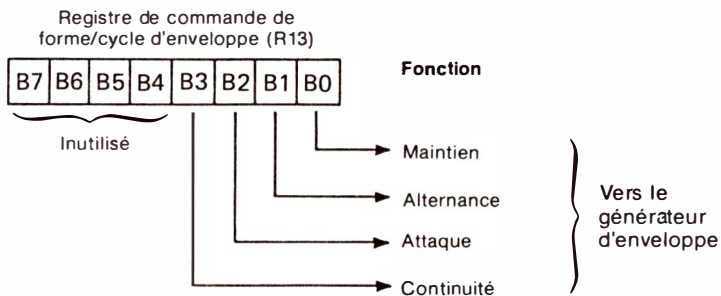 Registre de commande de
forme/cycle d'enveloppe (R13)
B7 B6 B5 B4 B3 B2 B1 B0
Fonction
Inutilisé
Maintien
Alternance
Attaque
Continuité
Vers le
générateur
d'enveloppe